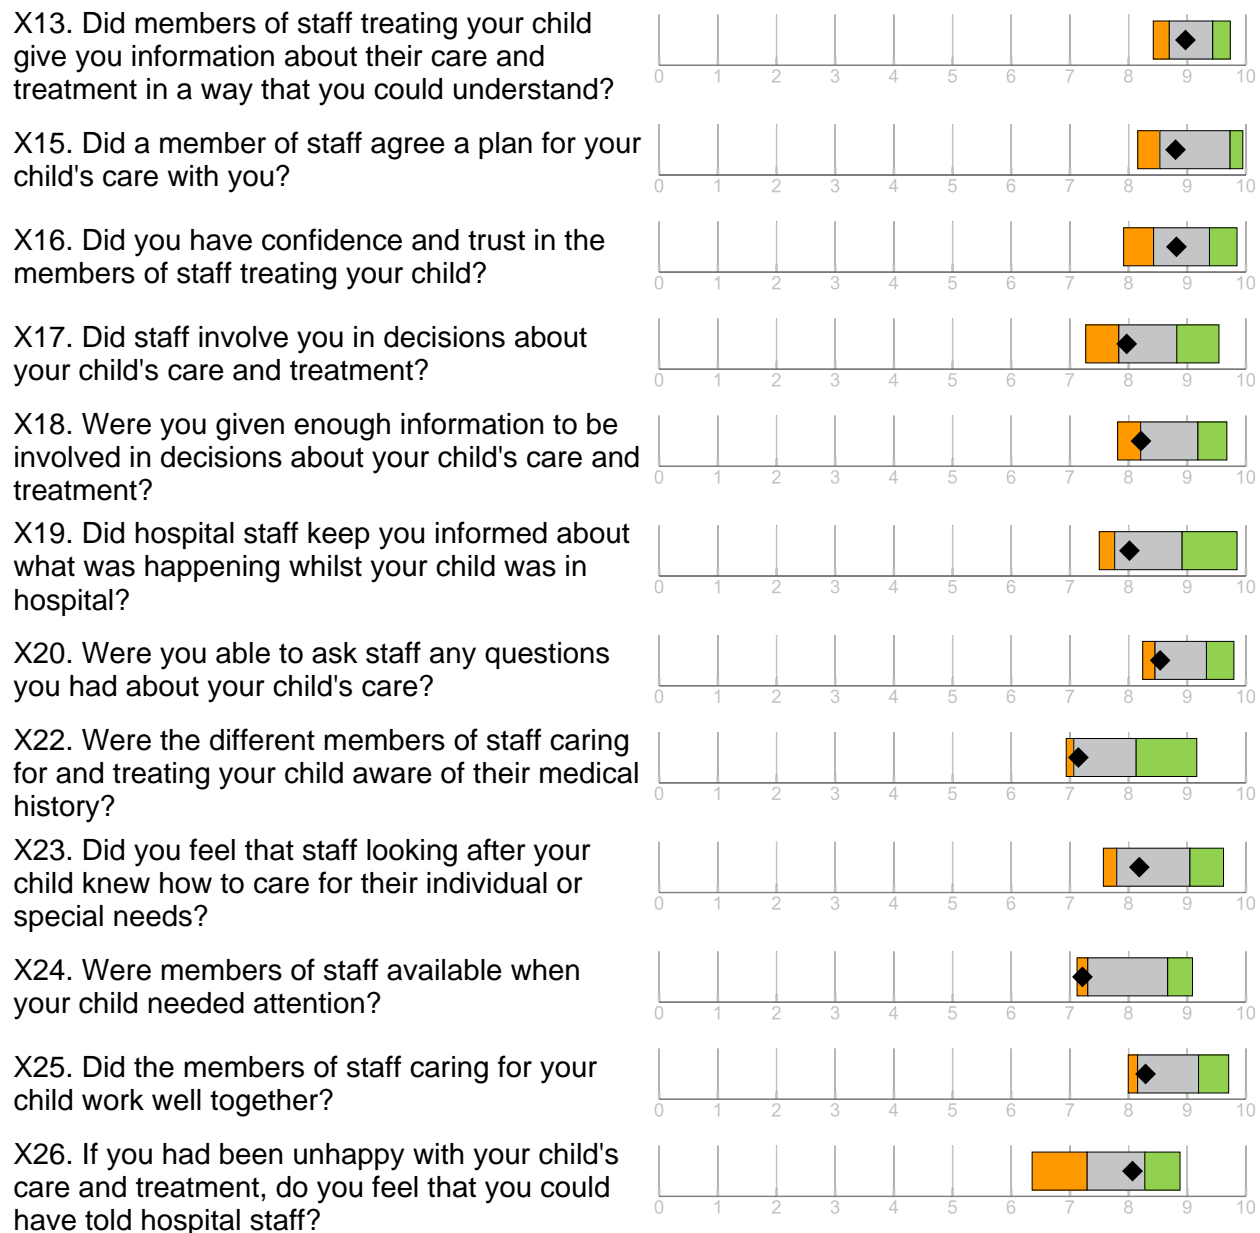 X13. Did members of staff treating your child
give you information about their care and
treatment in a way that you could understand?
0 1 2 3 4 5 6 7 8 9 10
X15. Did a member of staff agree a plan for your
child's care with you?
0 1 2 3 4 5 6 7 8 9 10
X16. Did you have confidence and trust in the
members of staff treating your child?
0 1 2 3 4 5 6 7 8 9 10
X17. Did staff involve you in decisions about
your child's care and treatment?
0 1 2 3 4 5 6 7 8 9 10
X18. Were you given enough information to be
involved in decisions about your child's care and
treatment?
0 1 2 3 4 5 6 7 8 9 10
X19. Did hospital staff keep you informed about
what was happening whilst your child was in
hospital?
0 1 2 3 4 5 6 7 8 9 10
X20. Were you able to ask staff any questions
you had about your child's care?
0 1 2 3 4 5 6 7 8 9 10
X22. Were the different members of staff caring
for and treating your child aware of their medical
history?
0 1 2 3 4 5 6 7 8 9 10
X23. Did you feel that staff looking after your
child knew how to care for their individual or
special needs?
0 1 2 3 4 5 6 7 8 9 10
X24. Were members of staff available when
your child needed attention?
0 1 2 3 4 5 6 7 8 9 10
X25. Did the members of staff caring for your
child work well together?
0 1 2 3 4 5 6 7 8 9 10
X26. If you had been unhappy with your child's
care and treatment, do you feel that you could
have told hospital staff?
0 1 2 3 4 5 6 7 8 9 10